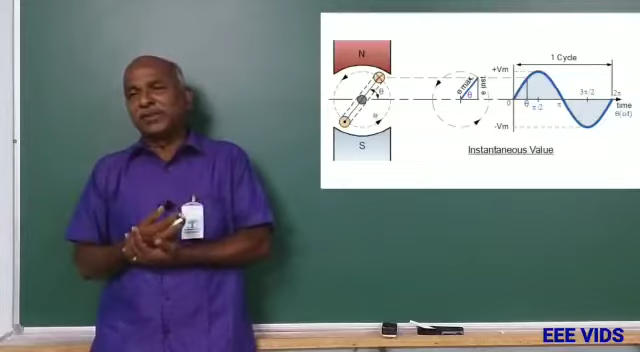 N
1 Cycle
+Vm
θ
e max
e inst
θ
0
θ
π/2
π
3π/2
2π
time
θ(ωt)
ω
-Vm
S
Instantaneous Value
EEE VIDS